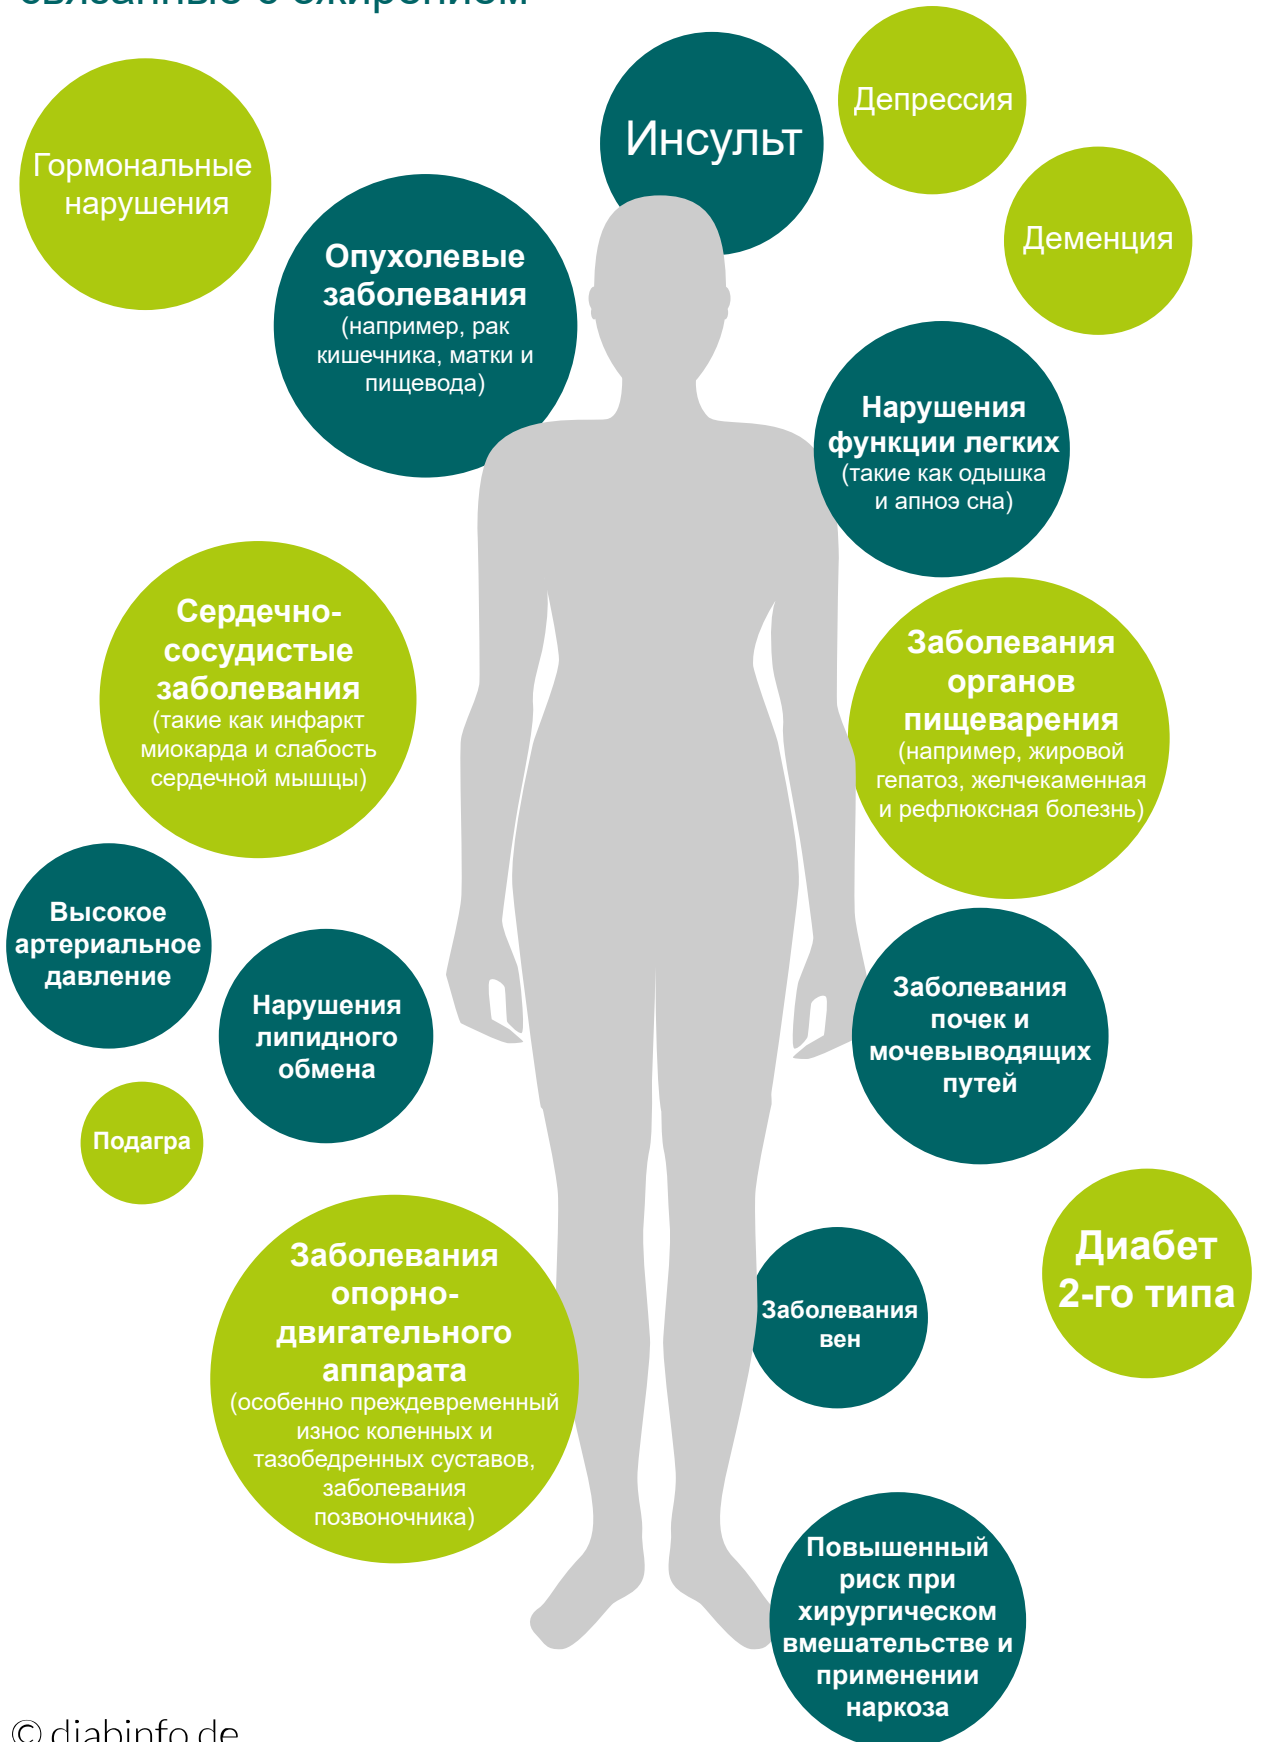 связанные с ожирением
Инсульт
Депрессия
Гормональные
нарушения
Деменция
Опухолевые
заболевания
(например, рак
кишечника, матки и
пищевода)
Нарушения
функции легких
(такие как одышка
и апноэ сна)
Сердечно-
сосудистые
заболевания
(такие как инфаркт
миокарда и слабость
сердечной мышцы)
Заболевания
органов
пищеварения
(например, жировой
гепатоз, желчекаменная
и рефлюксная болезнь)
Высокое
артериальное
давление
Нарушения
липидного
обмена
Заболевания
почек и
мочевыводящих
путей
Подагра
Диабет
2-го типа
Заболевания
опорно-
двигательного
аппарата
(особенно преждевременный
износ коленных и
тазобедренных суставов,
заболевания
позвоночника)
Заболевания
вен
Повышенный
риск при
хирургическом
вмешательстве и
применении
наркоза
© diabinfo.de